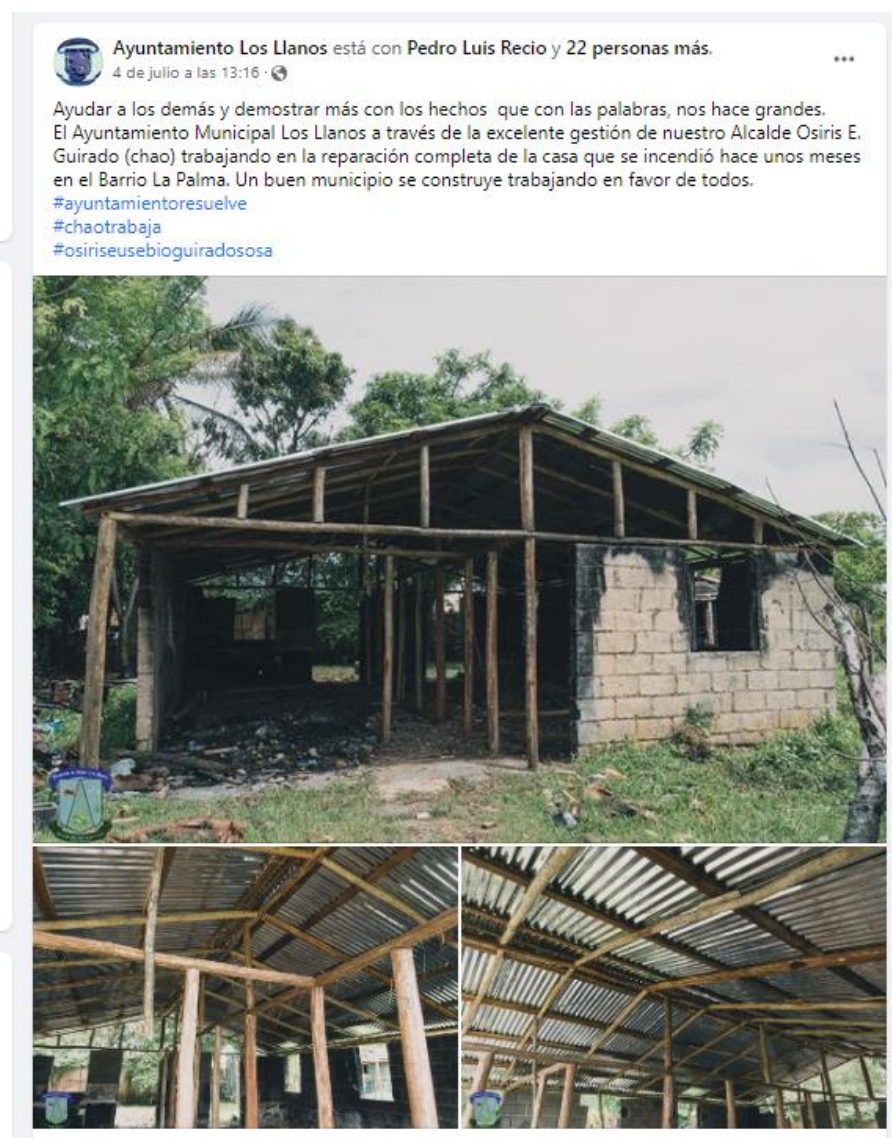 Ayuntamiento Los Llanos está con Pedro Luis Recio y 22 personas más.
4 de julio a las 13:16 ·
Ayudar a los demás y demostrar más con los hechos que con las palabras, nos hace grandes.
El Ayuntamiento Municipal Los Llanos a través de la excelente gestión de nuestro Alcalde Osiris E.
Guirado (chao) trabajando en la reparación completa de la casa que se incendió hace unos meses
en el Barrio La Palma. Un buen municipio se construye trabajando en favor de todos.
#ayuntamientoresuelve
#chaotrabaja
#osiriseusebioguiradososa